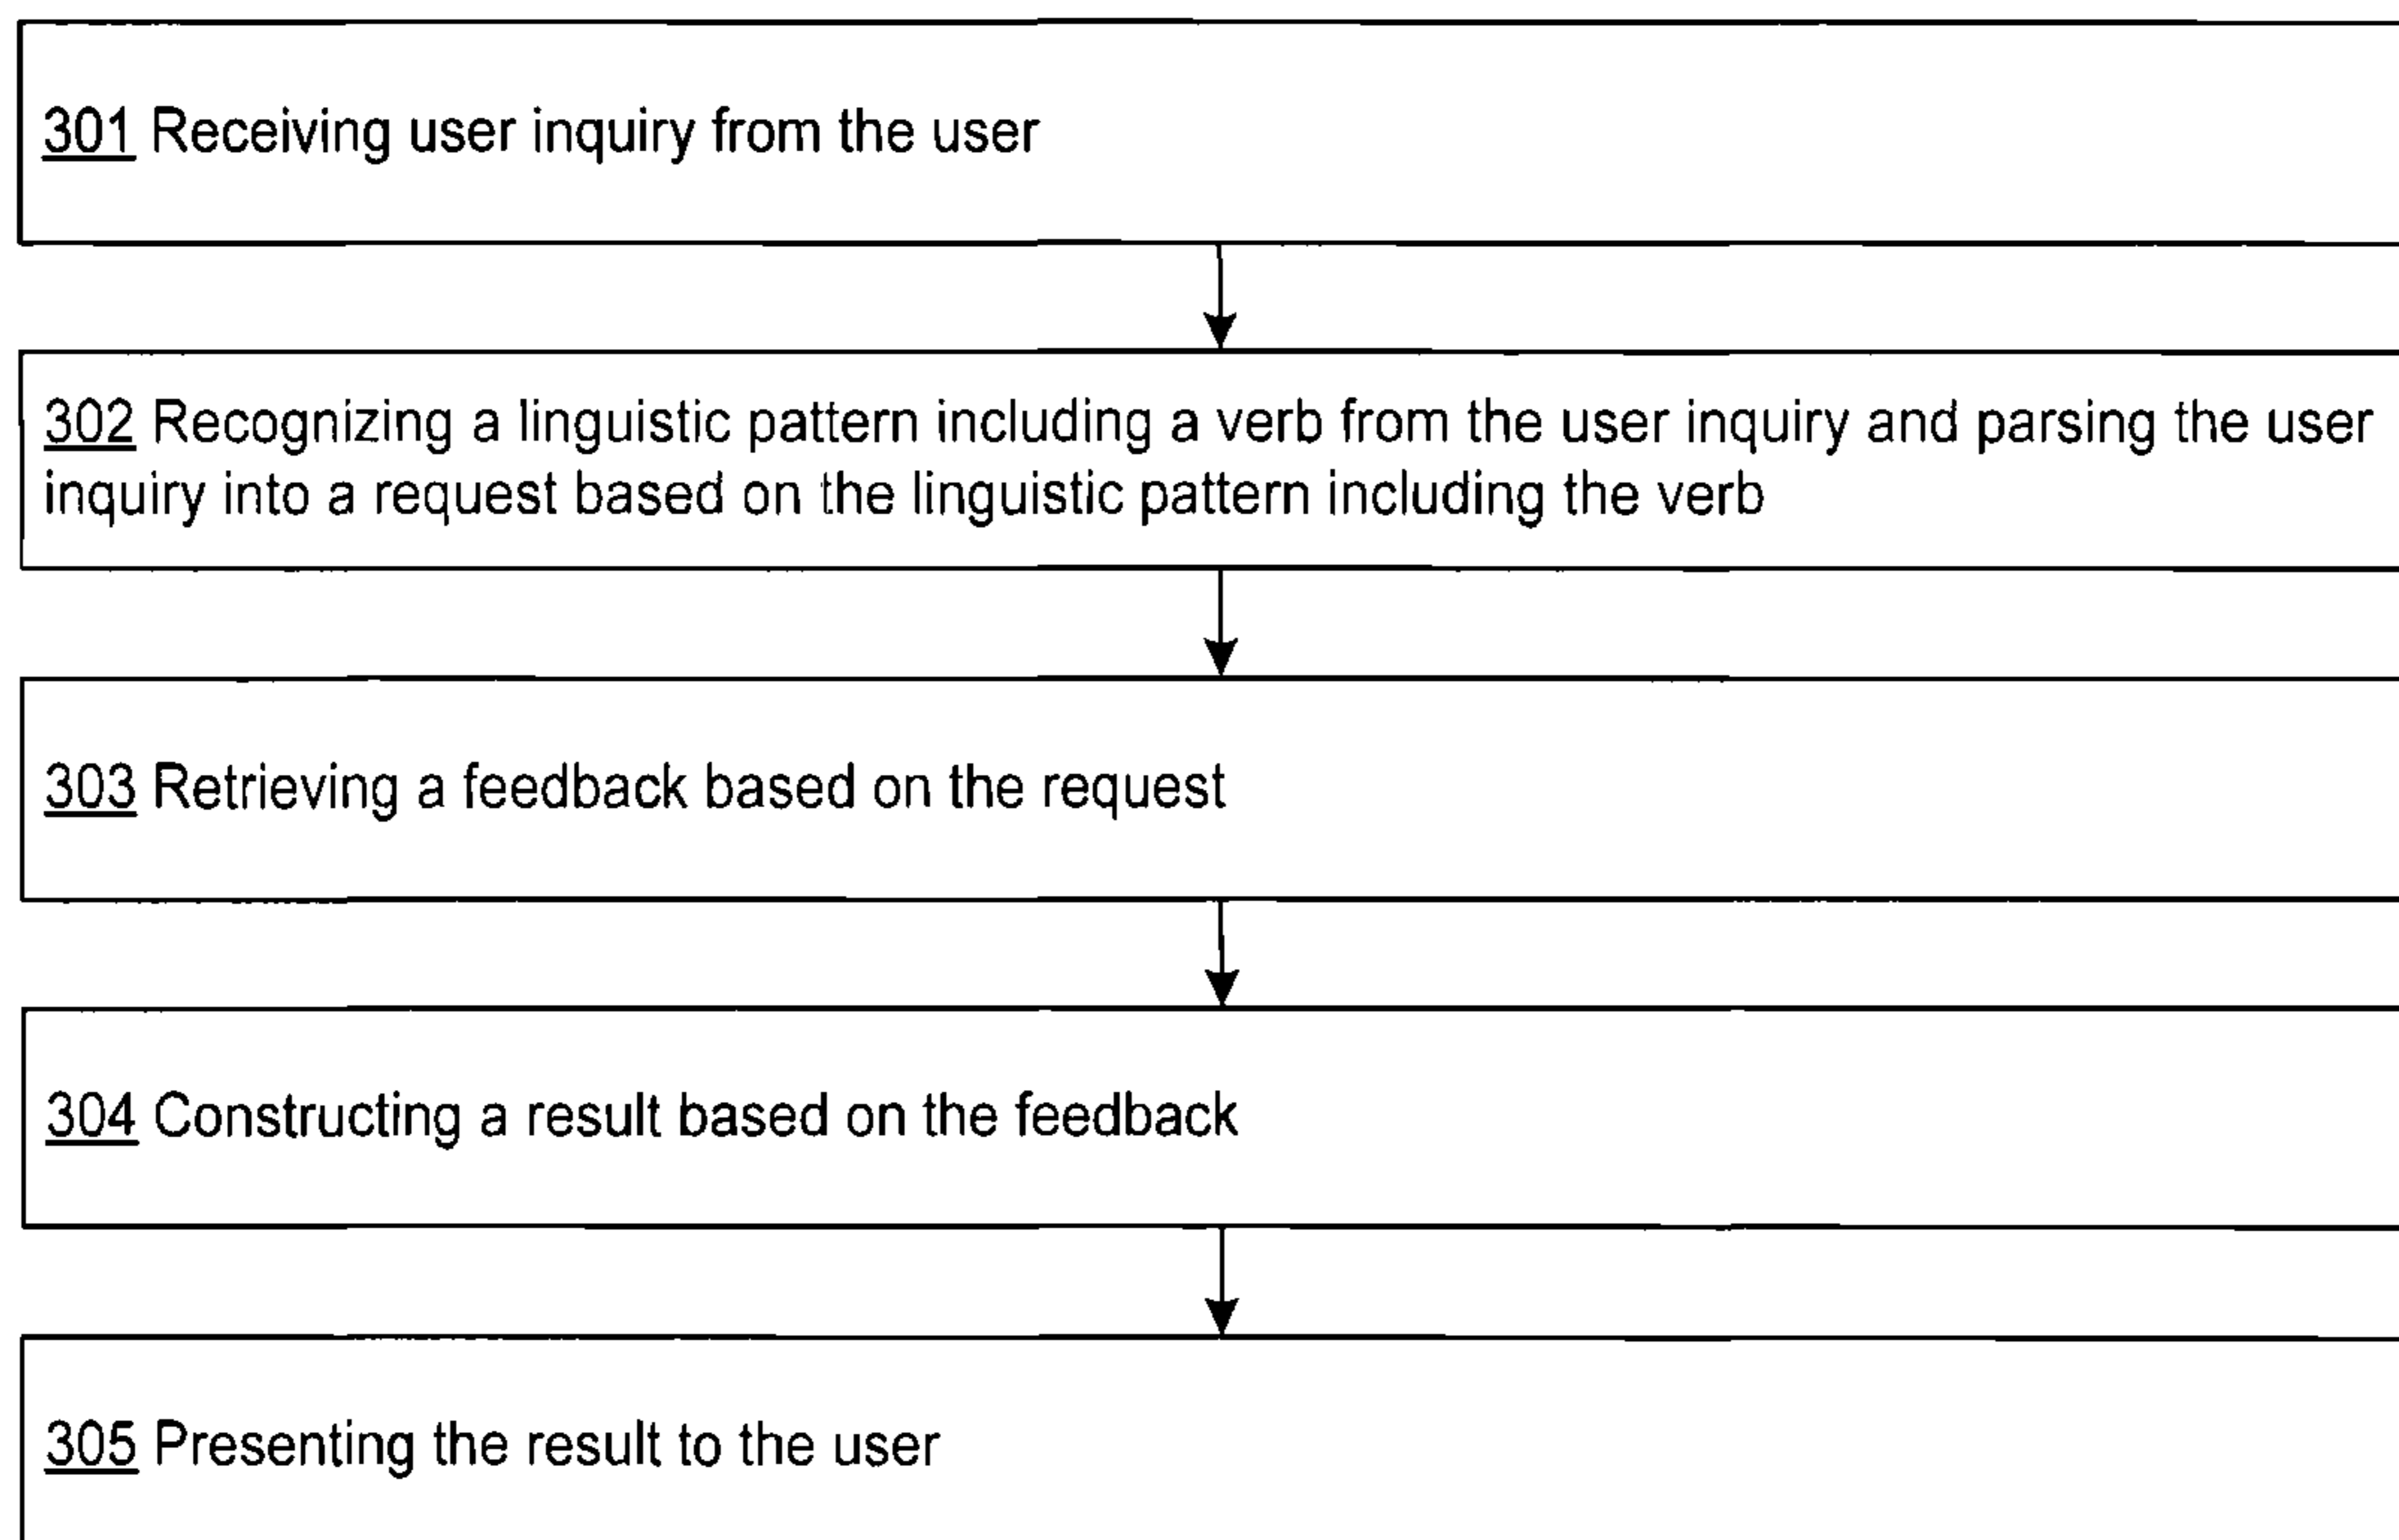 301 Receiving user inquiry from the user
302 Recognizing a linguistic pattern including a verb from the user inquiry and parsing the user
inquiry into a request based on the linguistic pattern including the verb
303 Retrieving a feedback based on the request
304 Constructing a result based on the feedback
305 Presenting the result to the user